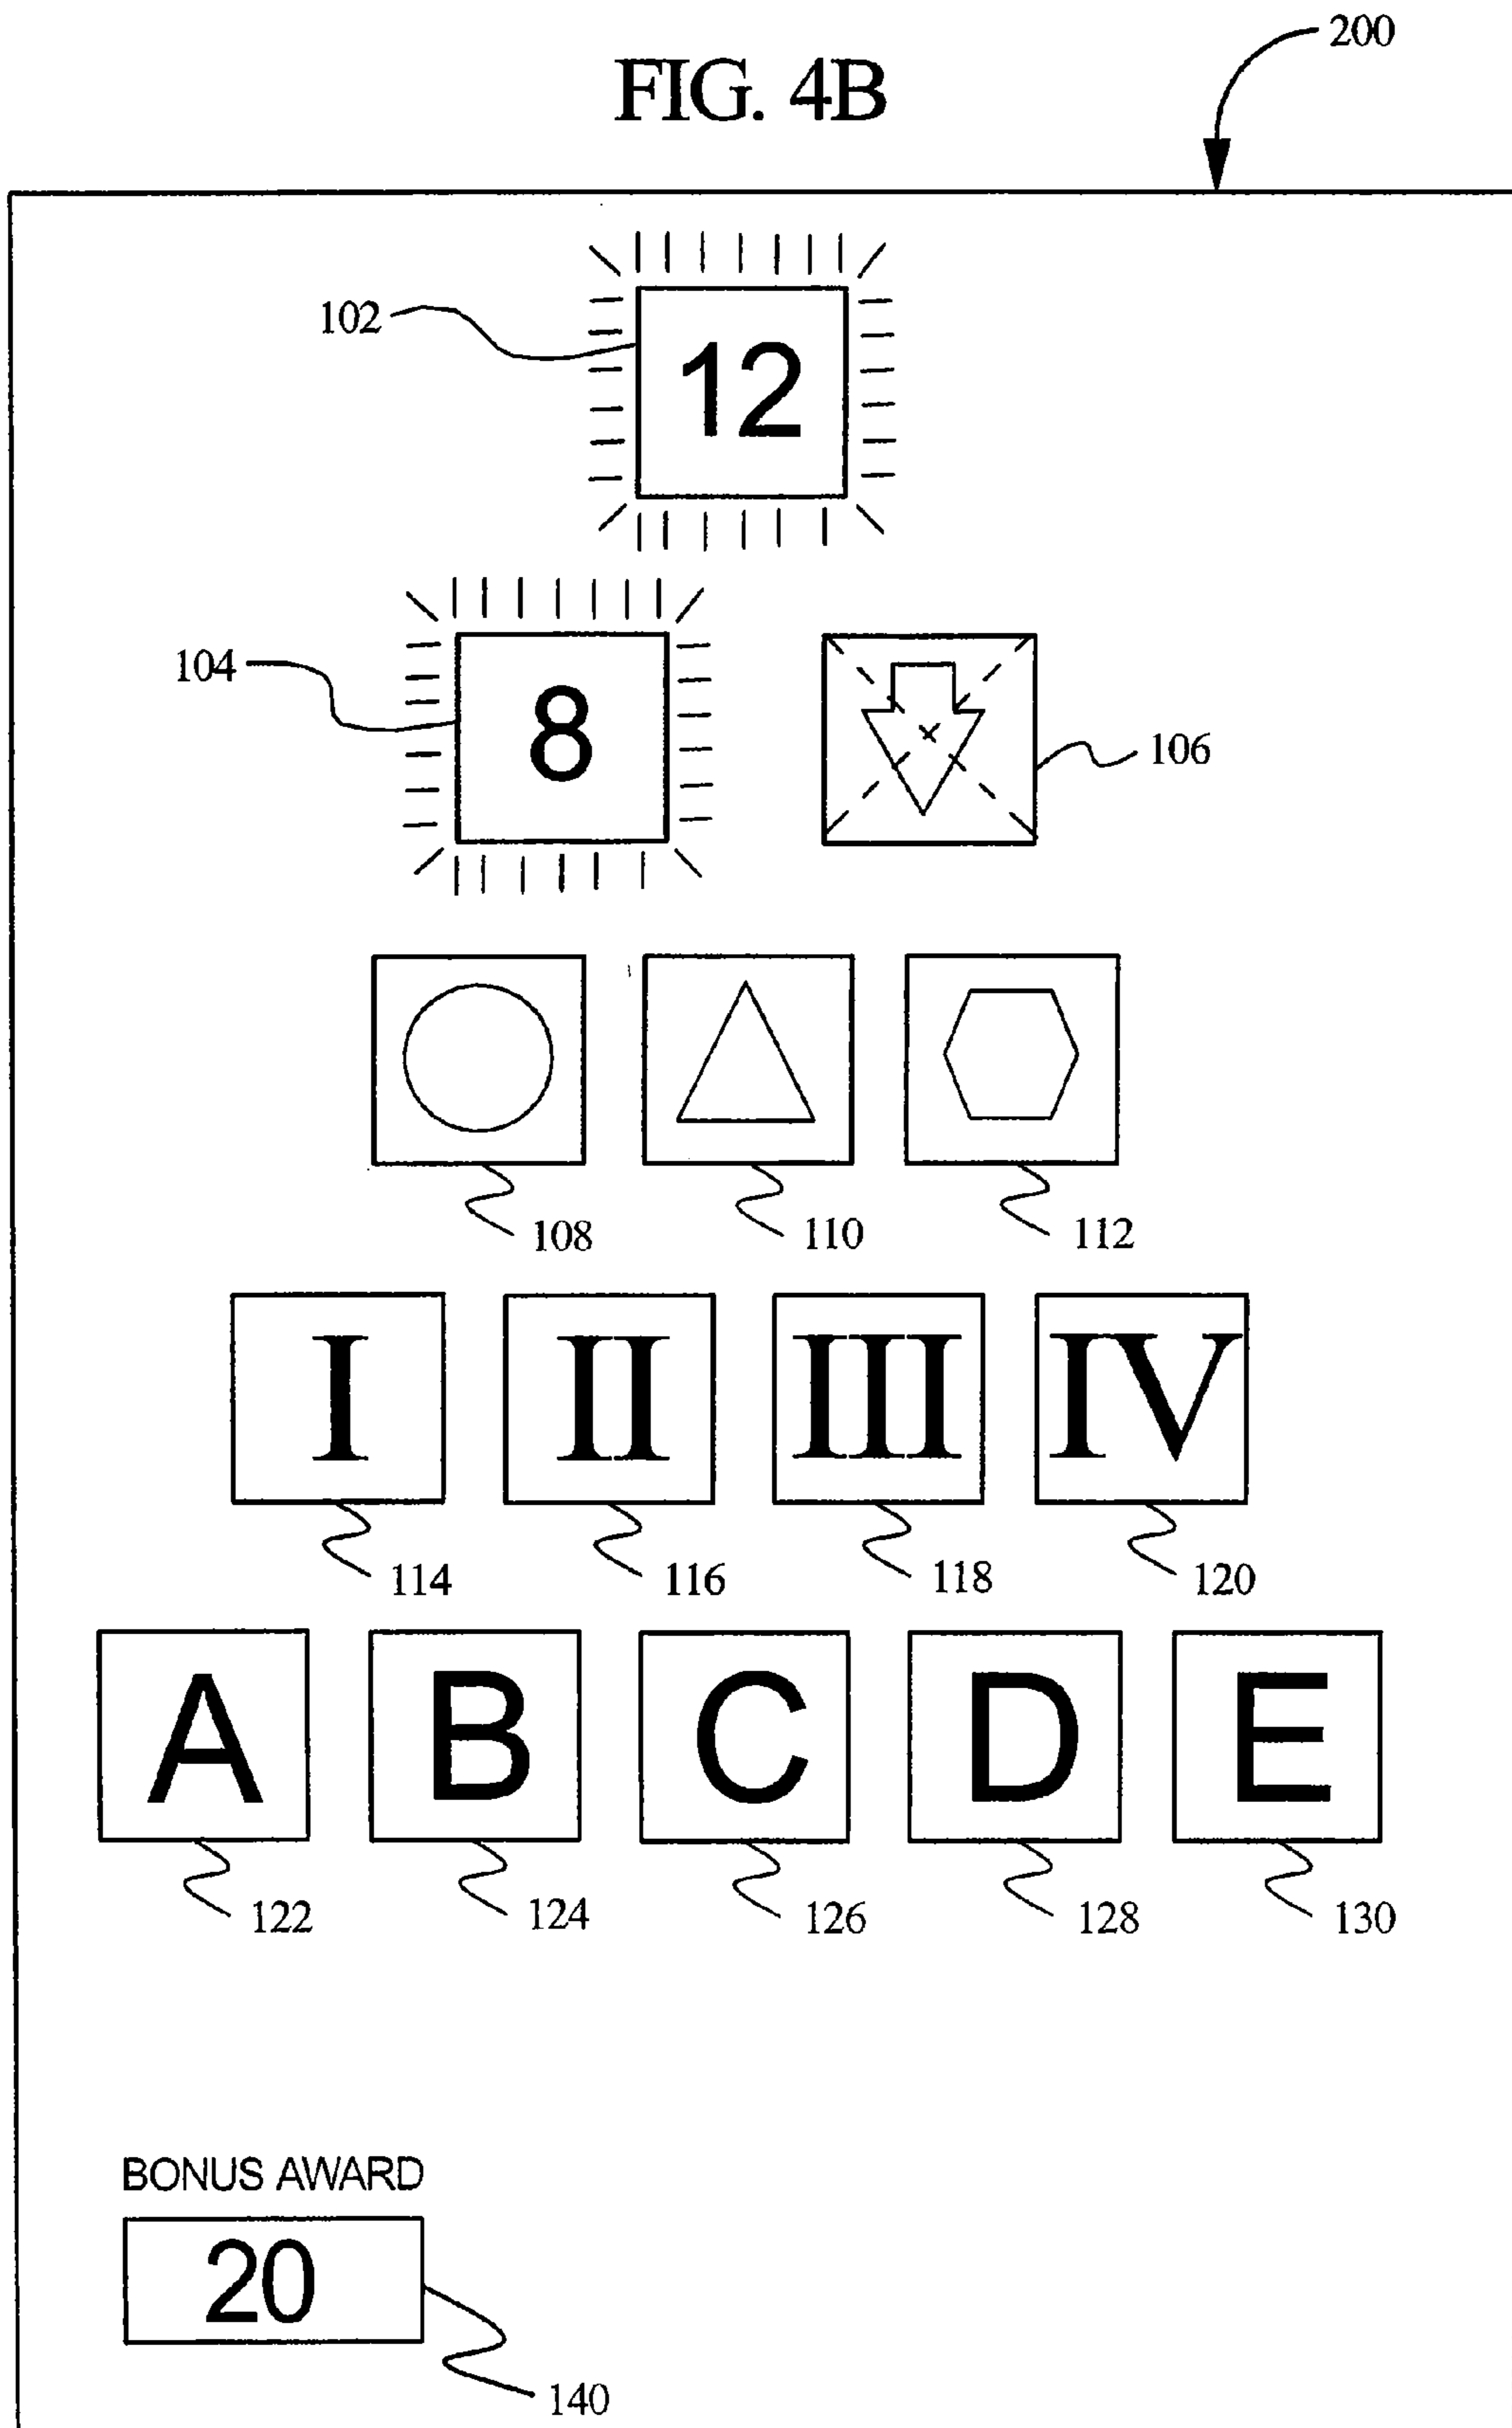 200
FIG. 4B
102
12
104
8
106
108 110 112
I II III IV
114 116 118 120
A B C D E
122 124 126 128 130
BONUS AWARD
20
140